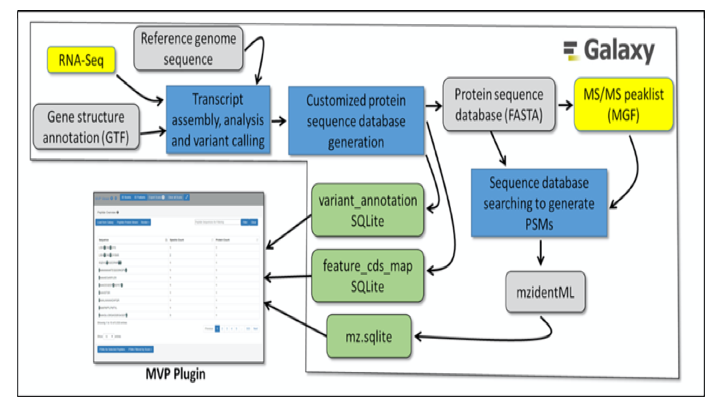 Galaxy
RNA-Seq
Reference genome
sequence
Gene structure
annotation (GTF)
Transcript
assembly, analysis
and variant calling
Customized protein
sequence database
generation
Protein sequence
database (FASTA)
MS/MS peaklist
(MGF)
Sequence database
searching to generate
PSMs
variant_annotation
SQLite
feature_cds_map
SQLite
mzidentML
mz.sqlite
MVP Plugin